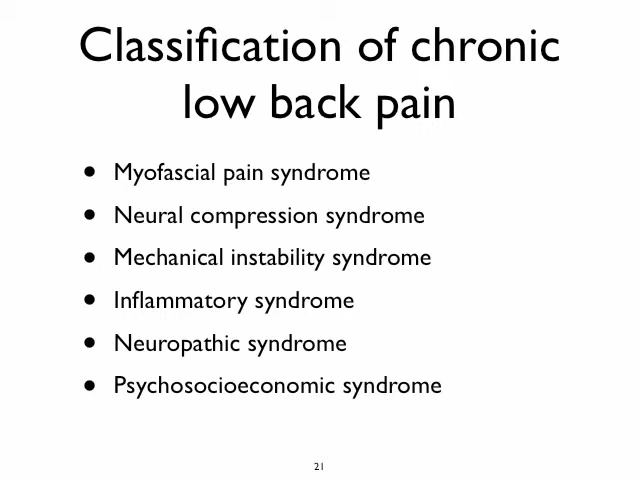 Classification of chronic
low back pain
• Myofascial pain syndrome
• Neural compression syndrome
• Mechanical instability syndrome
• Inflammatory syndrome
• Neuropathic syndrome
• Psychosocioeconomic syndrome
21